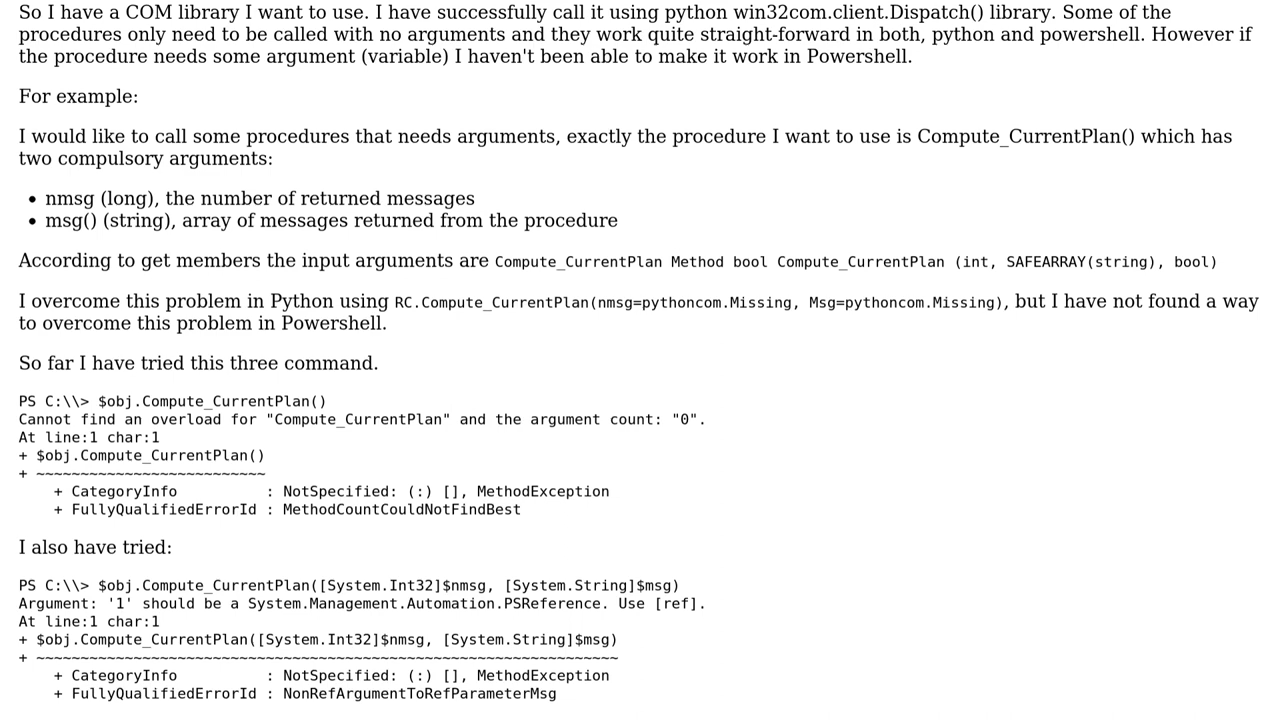 So I have a COM library I want to use. I have successfully call it using python win32com.client.Dispatch() library. Some of the
procedures only need to be called with no arguments and they work quite straight-forward in both, python and powershell. However if
the procedure needs some argument (variable) I haven't been able to make it work in Powershell.
For example:
I would like to call some procedures that needs arguments, exactly the procedure I want to use is Compute_CurrentPlan() which has
two compulsory arguments:
• nmsg (long), the number of returned messages
• msg() (string), array of messages returned from the procedure
According to get members the input arguments are Compute_CurrentPlan Method bool Compute_CurrentPlan (int, SAFEARRAY(string), bool)
I overcome this problem in Python using RC.Compute_CurrentPlan(nmsg=pythoncom.Missing, Msg=pythoncom.Missing), but I have not found a way
to overcome this problem in Powershell.
So far I have tried this three command.
PS C:\\> $obj.Compute_CurrentPlan()
Cannot find an overload for "Compute_CurrentPlan" and the argument count: "0".
At line:1 char:1
+ $obj.Compute_CurrentPlan()
+ ~~~~~~~~~~~~~~~~~~~~~~~~~~
    + CategoryInfo          : NotSpecified: (:) [], MethodException
    + FullyQualifiedErrorId : MethodCountCouldNotFindBest
I also have tried:
PS C:\\> $obj.Compute_CurrentPlan([System.Int32]$nmsg, [System.String]$msg)
Argument: '1' should be a System.Management.Automation.PSReference. Use [ref].
At line:1 char:1
+ $obj.Compute_CurrentPlan([System.Int32]$nmsg, [System.String]$msg)
+ ~~~~~~~~~~~~~~~~~~~~~~~~~~~~~~~~~~~~~~~~~~~~~~~~~~~~~~~~~~~~~~~~~~
    + CategoryInfo          : NotSpecified: (:) [], MethodException
    + FullyQualifiedErrorId : NonRefArgumentToRefParameterMsg